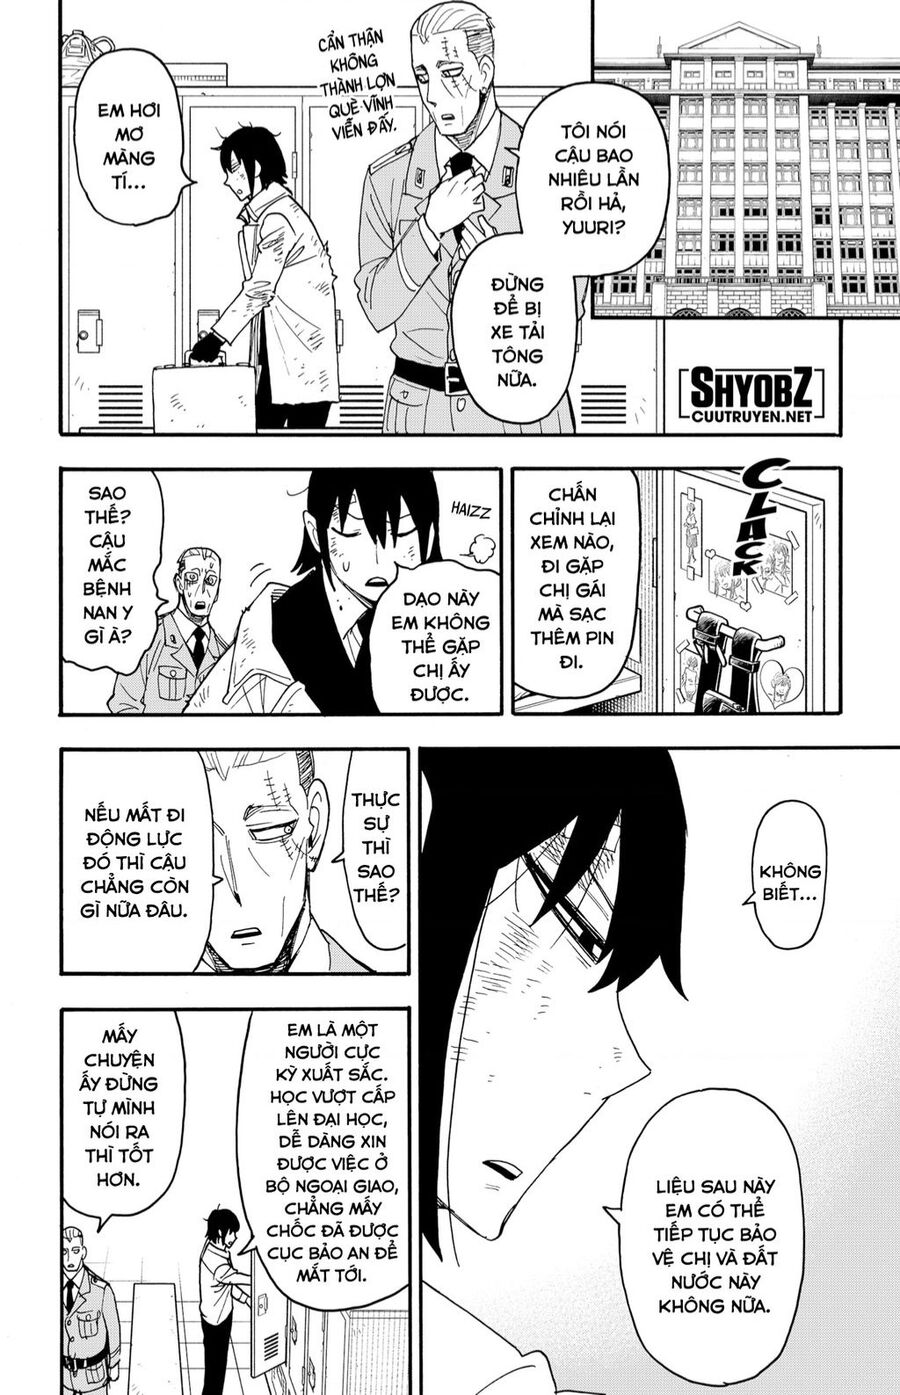 TÔI NÓI
CẬU BAO
NHIÊU LẦN
RỒI HẢ,
YUURI?
ĐỪNG
ĐỂ BỊ
XE TẢI
TÔNG
NỮA.
CẨN THẬN
KHÔNG
THÀNH LỢN
QUÈ VĨNH
VIỄN ĐẤY.
EM HƠI
MƠ
MÀNG
TÍ...
SHYOBZ
CUUTRUYEN.NET
CLACK
CHẤN
CHỈNH LẠI
XEM NÀO,
ĐI GẶP
CHỊ GÁI
MÀ SẠC
THÊM PIN
ĐI.
HAIZZ
DẠO NÀY
EM KHÔNG
THỂ GẶP
CHỊ ẤY
ĐƯỢC.
SAO
THẾ?
CẬU
MẮC
BỆNH
NAN Y
GÌ À?
KHÔNG
BIẾT...
LIỆU SAU NÀY
EM CÓ THỂ
TIẾP TỤC BẢO
VỆ CHỊ VÀ ĐẤT
NƯỚC NÀY
KHÔNG NỮA.
THỰC
SỰ
THÌ
SAO
THẾ?
NẾU MẤT ĐI
ĐỘNG LỰC
ĐÓ THÌ CẬU
CHẲNG CÒN
GÌ NỮA ĐÂU.
EM LÀ MỘT
NGƯỜI CỰC
KỲ XUẤT SẮC.
HỌC VƯỢT CẤP
LÊN ĐẠI HỌC,
DỄ DÀNG XIN
ĐƯỢC VIỆC Ở
BỘ NGOẠI GIAO,
CHẲNG MẤY
CHỐC ĐÃ ĐƯỢC
CỤC BẢO AN ĐỂ
MẮT TỚI.
MẤY
CHUYỆN
ẤY ĐỪNG
TỰ MÌNH
NÓI RA
THÌ TỐT
HƠN.